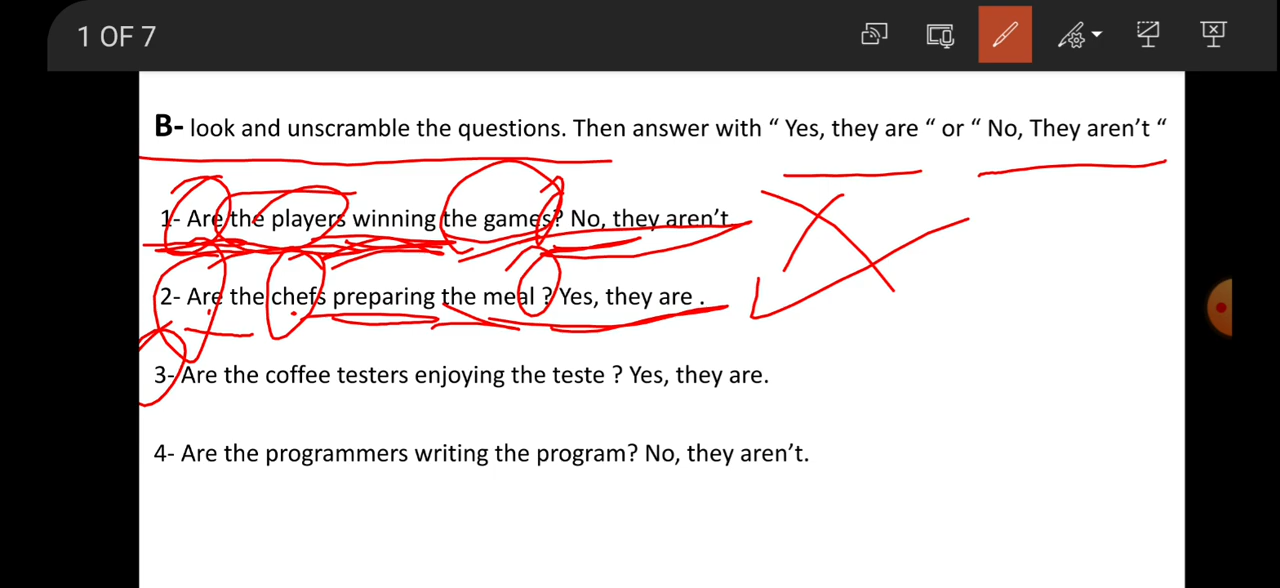 1 OF 7
B- look and unscramble the questions. Then answer with “ Yes, they are “ or “ No, They aren’t “
1- Are the players winning the games? No, they aren’t
2- Are the chefs preparing the meal ? Yes, they are .
3- Are the coffee testers enjoying the teste ? Yes, they are.
4- Are the programmers writing the program? No, they aren’t.